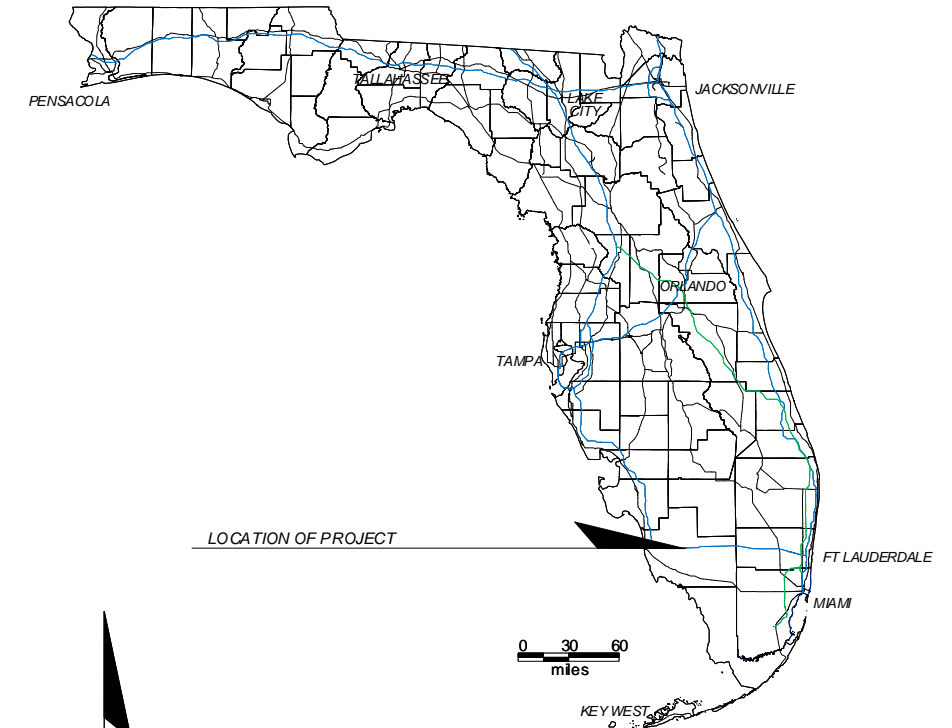 TALLAHASSEE
PENSACOLA
JACKSONVILLE
LAKE
CITY
ORLANDO
TAMPA
LOCATION OF PROJECT
FT LAUDERDALE
MIAMI
0 30 60
miles
KEY WEST